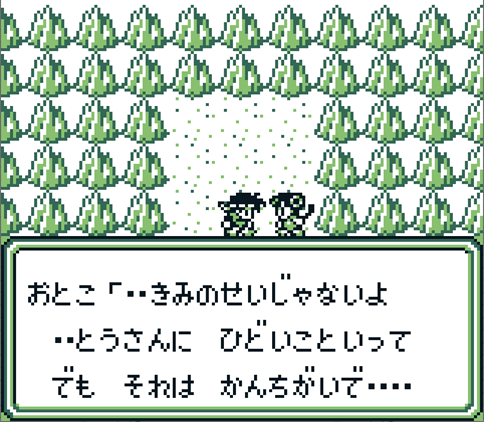 おとこ「‥きみのせいじゃないよ
‥とうさんに　ひどいこといって
でも　それは　かんちがいで‥‥